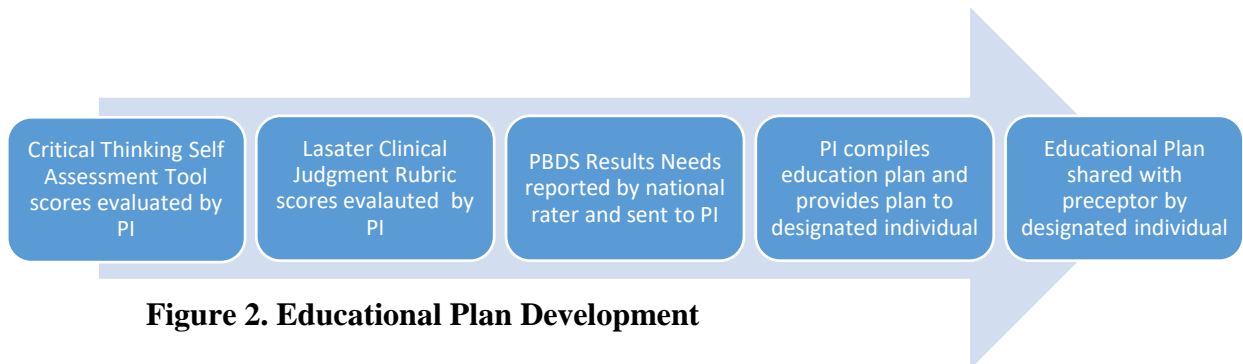 Critical Thinking Self
Assessment Tool
scores evaluated by
PI
Lasater Clinical
Judgment Rubric
scores evalauted by
PI
PBDS Results Needs
reported by national
rater and sent to PI
PI compiles
education plan and
provides plan to
designated individual
Educational Plan
shared with
preceptor by
designated individual
Figure 2. Educational Plan Development